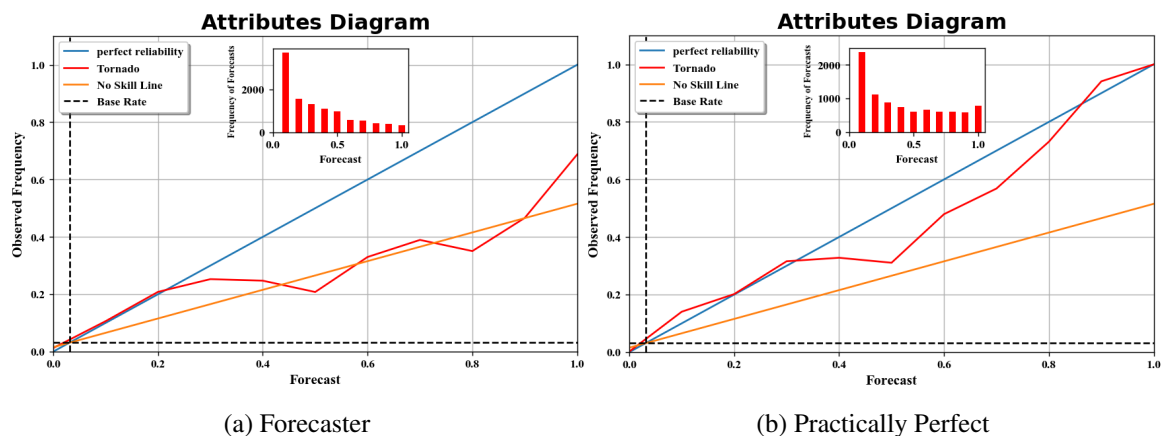 Attributes Diagram
perfect reliability
Tornado
No Skill Line
Base Rate
Frequency of Forecasts
2000
0
0.0
0.5
1.0
Forecast
Observed Frequency
1.0
0.8
0.6
0.4
0.2
0.0
0.0
0.2
0.4
0.6
0.8
1.0
Forecast
(a) Forecaster
Attributes Diagram
perfect reliability
Tornado
No Skill Line
Base Rate
Frequency of Forecasts
2000
1000
0
0.0
0.5
1.0
Forecast
Observed Frequency
1.0
0.8
0.6
0.4
0.2
0.0
0.0
0.2
0.4
0.6
0.8
1.0
Forecast
(b) Practically Perfect